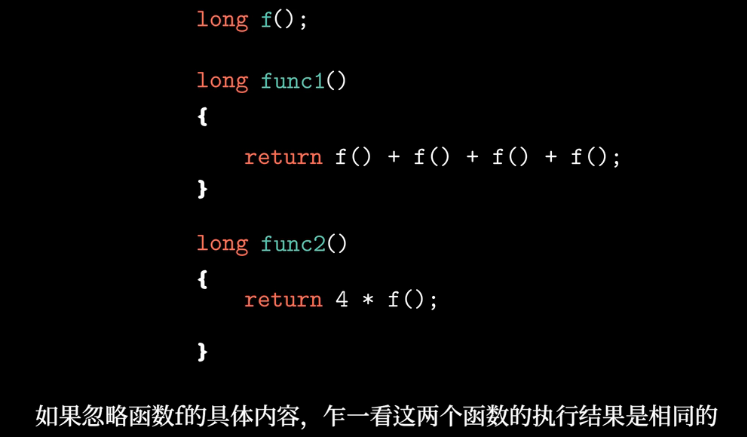 long f();
long func1()
{
return f() + f() + f() + f();
}
long func2()
{
return 4 * f();
}
如果忽略函数f的具体内容，乍一看这两个函数的执行结果是相同的